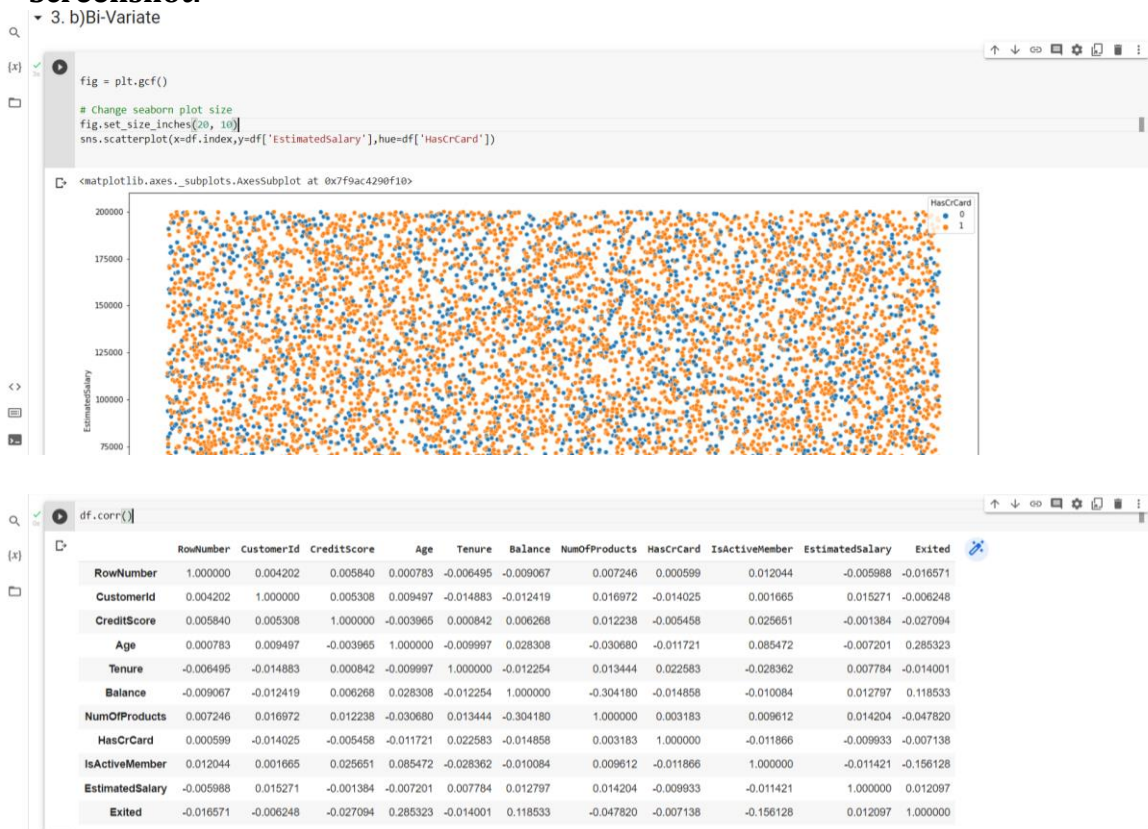 3. b)Bi-Variate
{x}
fig = plt.gcf()
# Change seaborn plot size
fig.set_size_inches(20, 10)
sns.scatterplot(x=df.index,y=df['EstimatedSalary'],hue=df['HasCrCard'])
<matplotlib.axes._subplots.AxesSubplot at 0x7f9ac4290f10>
HasCrCard
0
1
200000
175000
150000
125000
100000
75000
EstimatedSalary
df.corr()
{x}
RowNumber CustomerId CreditScore Age Tenure Balance NumOfProducts HasCrCard IsActiveMember EstimatedSalary Exited
RowNumber 1.000000 0.004202 0.005840 0.000783 -0.006495 -0.009067 0.007246 0.000599 0.012044 -0.005988 -0.016571
CustomerId 0.004202 1.000000 0.005308 0.009497 -0.014883 -0.012419 0.016972 -0.014025 0.001665 0.015271 -0.006248
CreditScore 0.005840 0.005308 1.000000 -0.003965 0.000842 0.006268 0.012238 -0.005458 0.025651 -0.001384 -0.027094
Age 0.000783 0.009497 -0.003965 1.000000 -0.009997 0.028308 -0.030680 -0.011721 0.085472 -0.007201 0.285323
Tenure -0.006495 -0.014883 0.000842 -0.009997 1.000000 -0.012254 0.013444 0.022583 -0.028362 0.007784 -0.014001
Balance -0.009067 -0.012419 0.006268 0.028308 -0.012254 1.000000 -0.304180 -0.014858 -0.010084 0.012797 0.118533
NumOfProducts 0.007246 0.016972 0.012238 -0.030680 0.013444 -0.304180 1.000000 0.003183 0.009612 0.014204 -0.047820
HasCrCard 0.000599 -0.014025 -0.005458 -0.011721 0.022583 -0.014858 0.003183 1.000000 -0.011866 -0.009933 -0.007138
IsActiveMember 0.012044 0.001665 0.025651 0.085472 -0.028362 -0.010084 0.009612 -0.011866 1.000000 -0.011421 -0.156128
EstimatedSalary -0.005988 0.015271 -0.001384 -0.007201 0.007784 0.012797 0.014204 -0.009933 -0.011421 1.000000 0.012097
Exited -0.016571 -0.006248 -0.027094 0.285323 -0.014001 0.118533 -0.047820 -0.007138 -0.156128 0.012097 1.000000